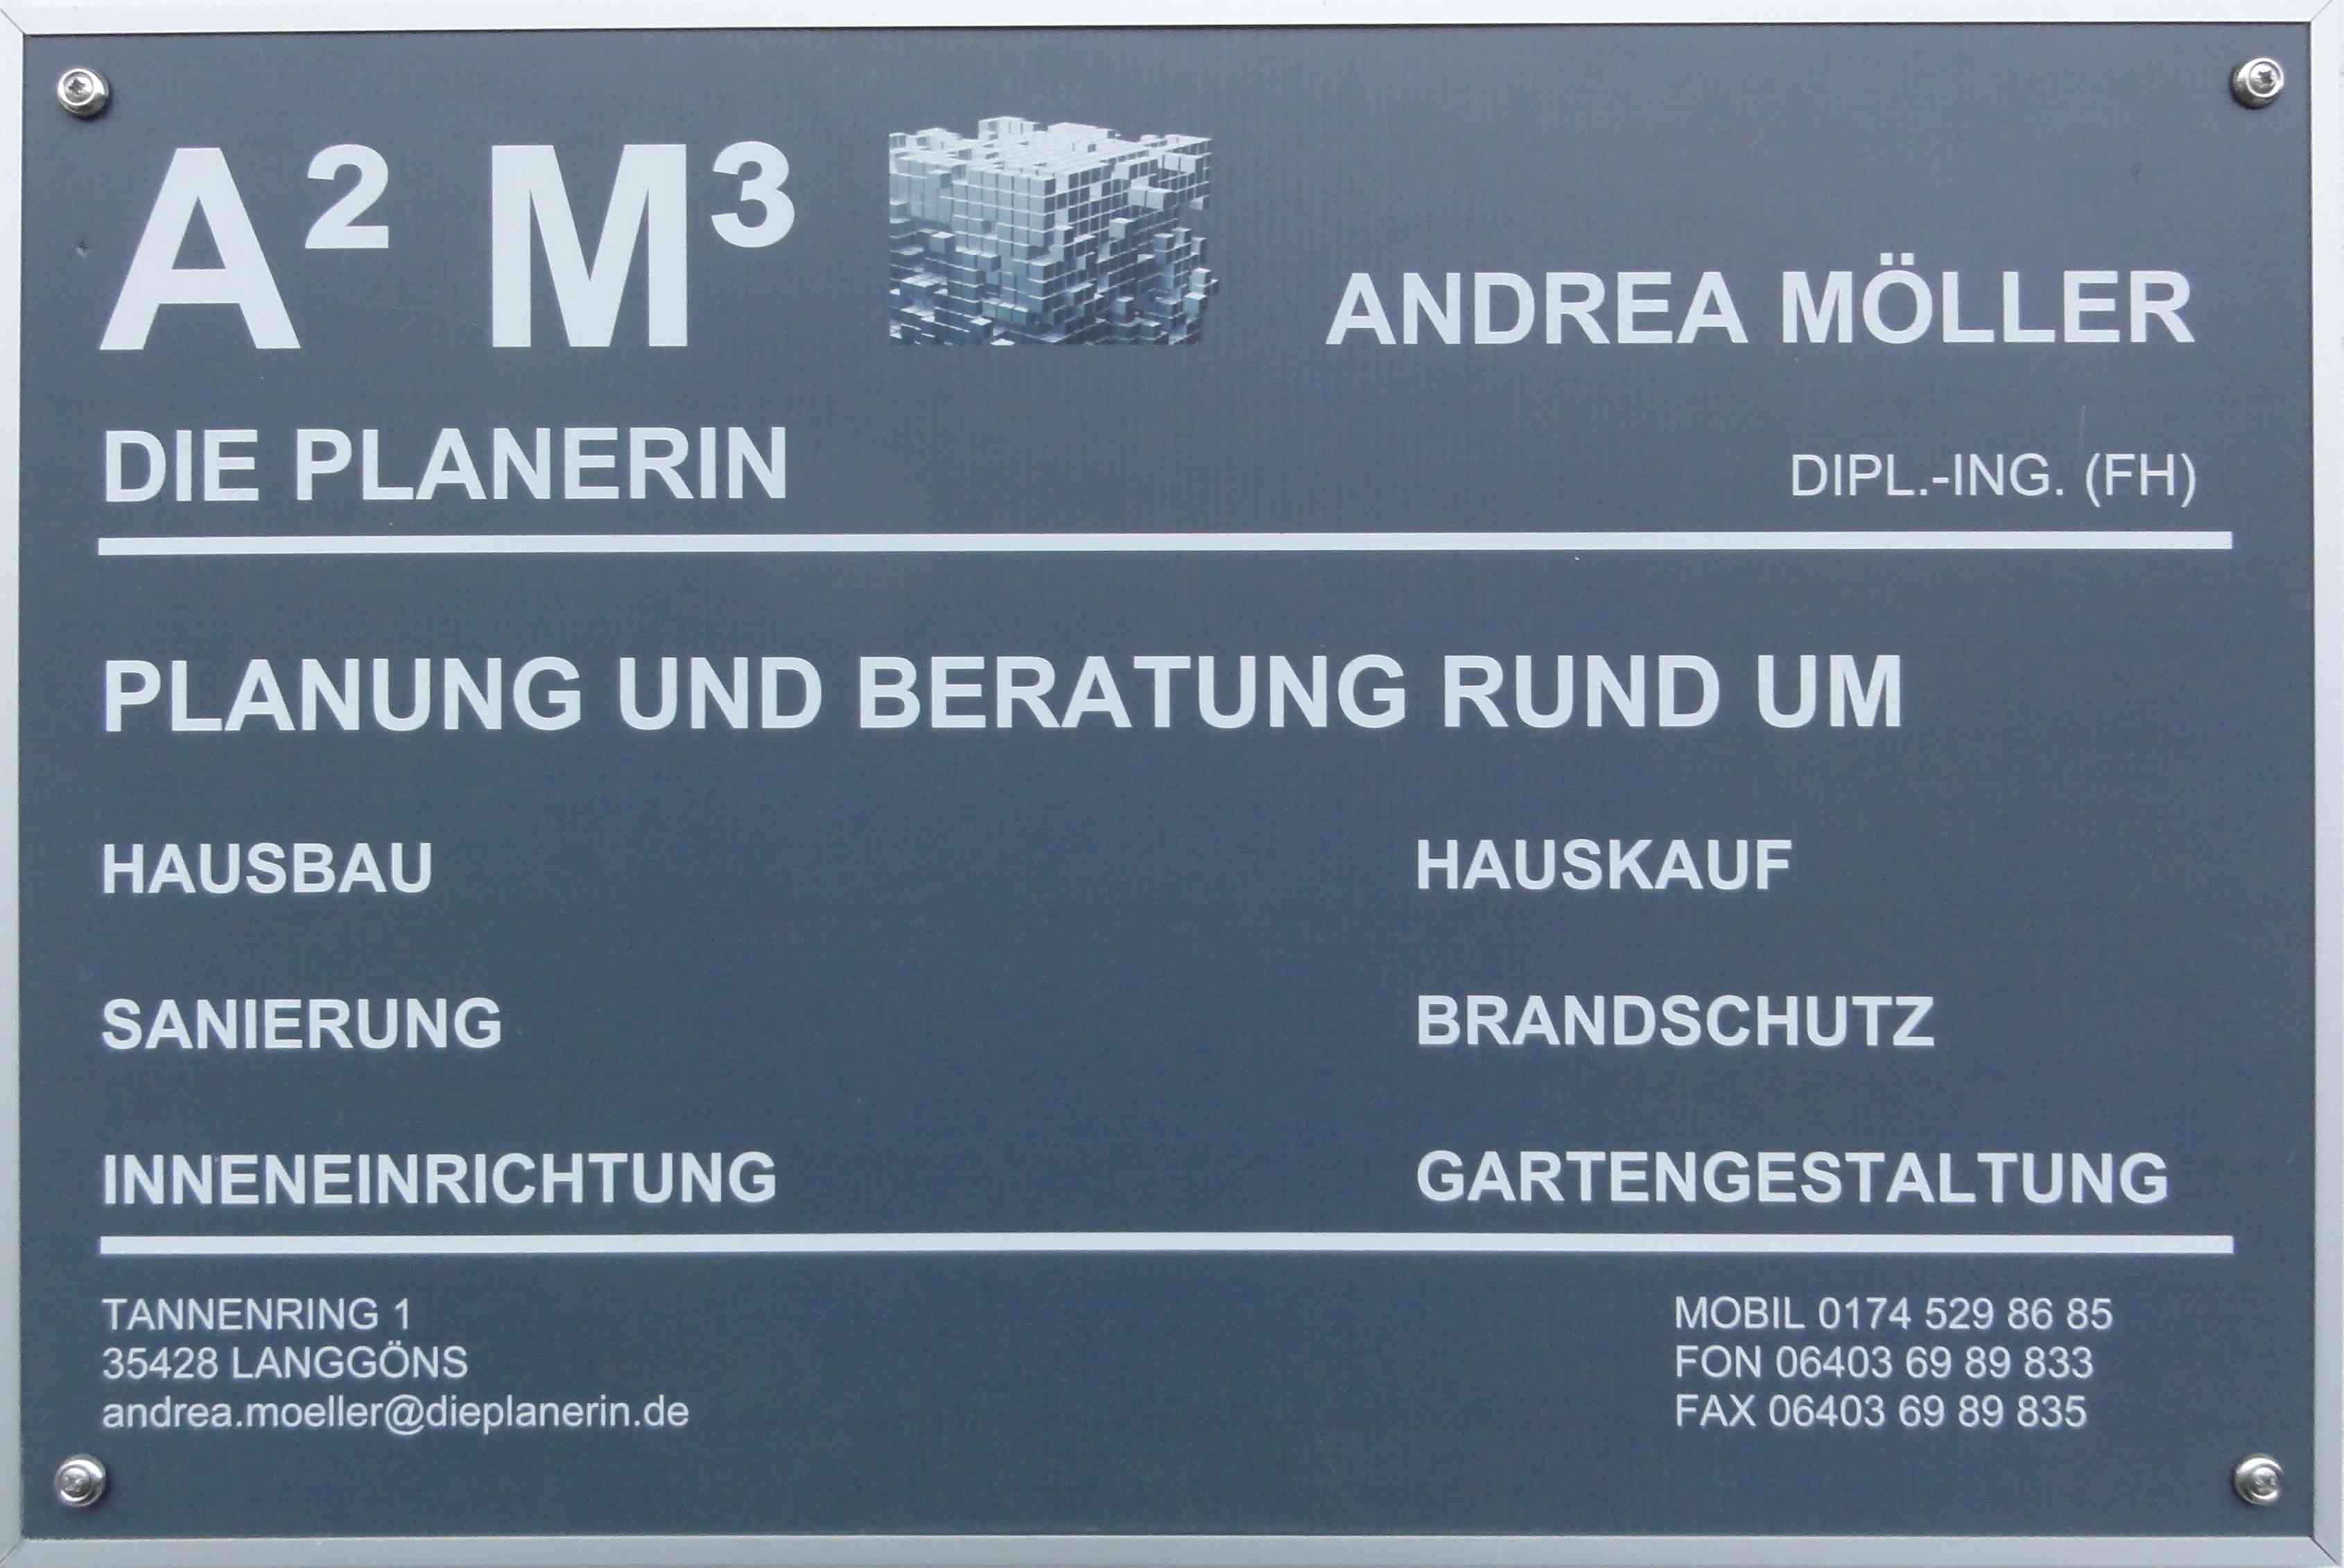 A² M³
ANDREA MÖLLER
DIE PLANERIN
DIPL.-ING. (FH)
PLANUNG UND BERATUNG RUND UM
HAUSBAU
HAUSKAUF
SANIERUNG
BRANDSCHUTZ
INNENEINRICHTUNG
GARTENGESTALTUNG
TANNENRING 1
35428 LANGGÖNS
andrea.moeller@dieplanerin.de
MOBIL 0174 529 86 85
FON 06403 69 89 833
FAX 06403 69 89 835